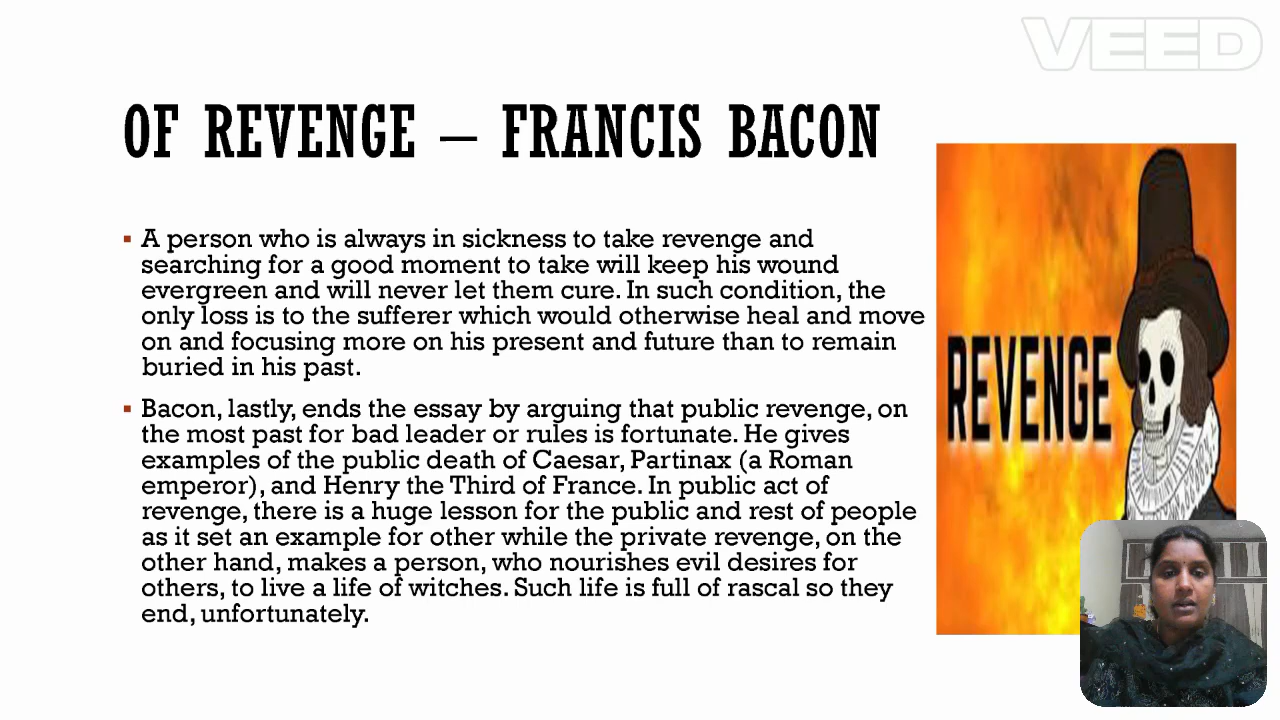 VEED
OF REVENGE – FRANCIS BACON
▪ A person who is always in sickness to take revenge and
searching for a good moment to take will keep his wound
evergreen and will never let them cure. In such condition, the
only loss is to the sufferer which would otherwise heal and move
on and focusing more on his present and future than to remain
buried in his past.
▪ Bacon, lastly, ends the essay by arguing that public revenge, on
the most past for bad leader or rules is fortunate. He gives
examples of the public death of Caesar, Partinax (a Roman
emperor), and Henry the Third of France. In public act of
revenge, there is a huge lesson for the public and rest of people
as it set an example for other while the private revenge, on the
other hand, makes a person, who nourishes evil desires for
others, to live a life of witches. Such life is full of rascal so they
end, unfortunately.
REVENGE